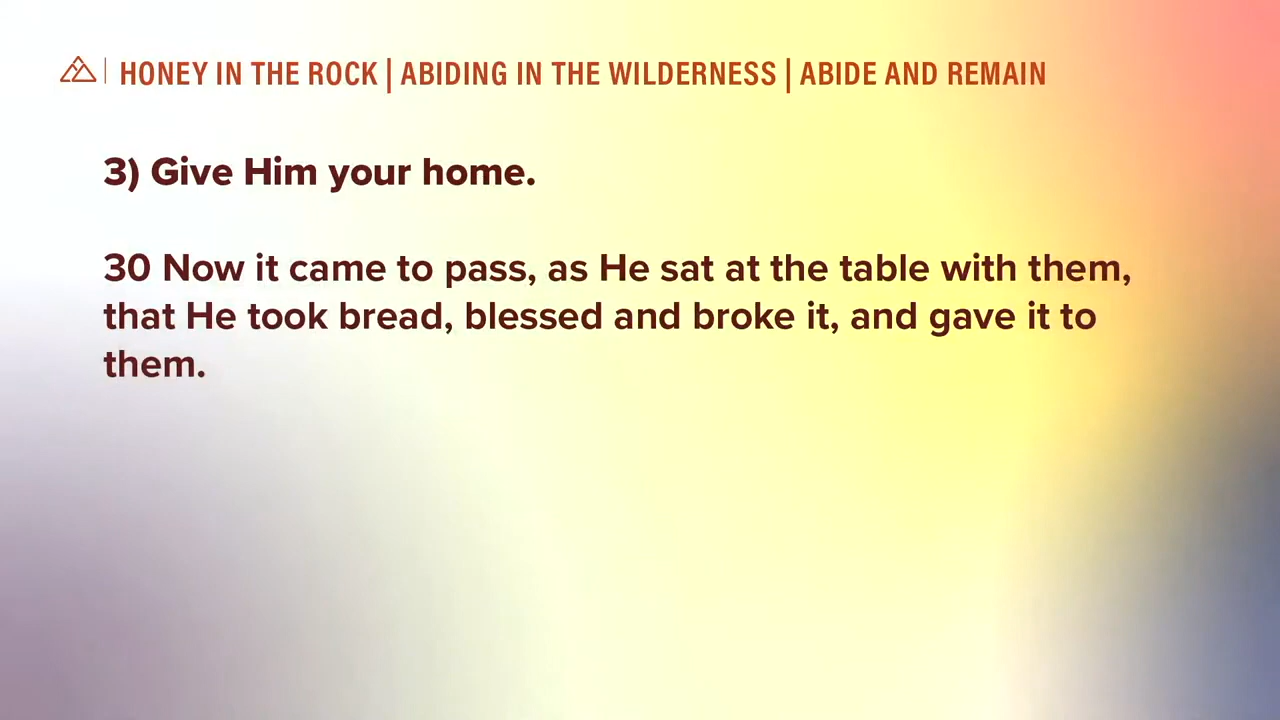 HONEY IN THE ROCK | ABIDING IN THE WILDERNESS | ABIDE AND REMAIN
3) Give Him your home.
30 Now it came to pass, as He sat at the table with them,
that He took bread, blessed and broke it, and gave it to
them.